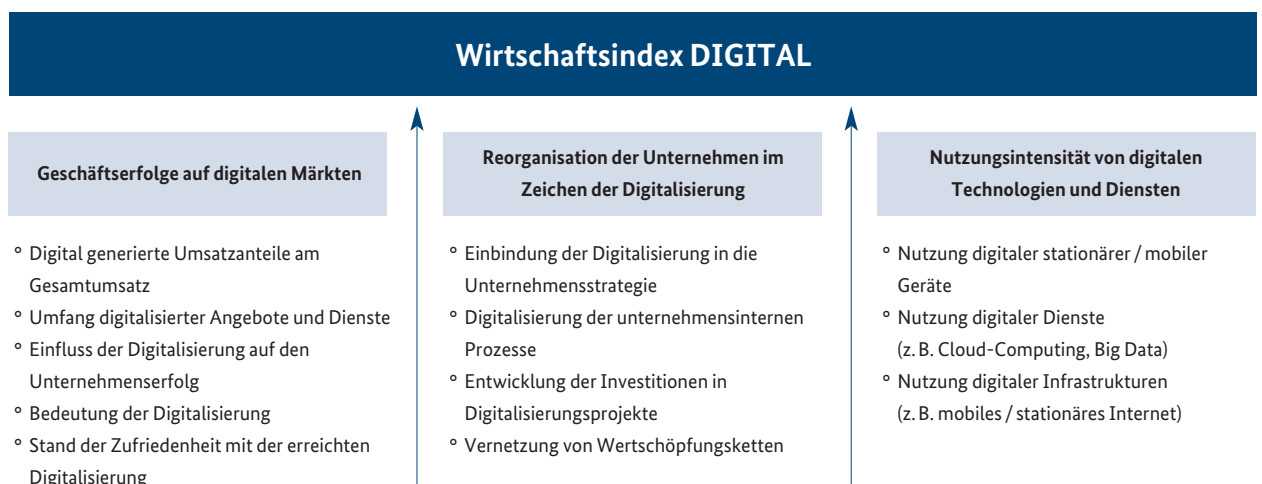 Wirtschaftsindex DIGITAL
Geschäftserfolge auf digitalen Märkten
° Digital generierte Umsatzanteile am
Gesamtumsatz
° Umfang digitalisierter Angebote und Dienste
° Einfluss der Digitalisierung auf den
Unternehmenserfolg
° Bedeutung der Digitalisierung
° Stand der Zufriedenheit mit der erreichten
Digitalisierung
Reorganisation der Unternehmen im
Zeichen der Digitalisierung
° Einbindung der Digitalisierung in die
Unternehmensstrategie
° Digitalisierung der unternehmensinternen
Prozesse
° Entwicklung der Investitionen in
Digitalisierungsprojekte
° Vernetzung von Wertschöpfungsketten
Nutzungsintensität von digitalen
Technologien und Diensten
° Nutzung digitaler stationärer / mobiler
Geräte
° Nutzung digitaler Dienste
(z. B. Cloud-Computing, Big Data)
° Nutzung digitaler Infrastrukturen
(z. B. mobiles / stationäres Internet)